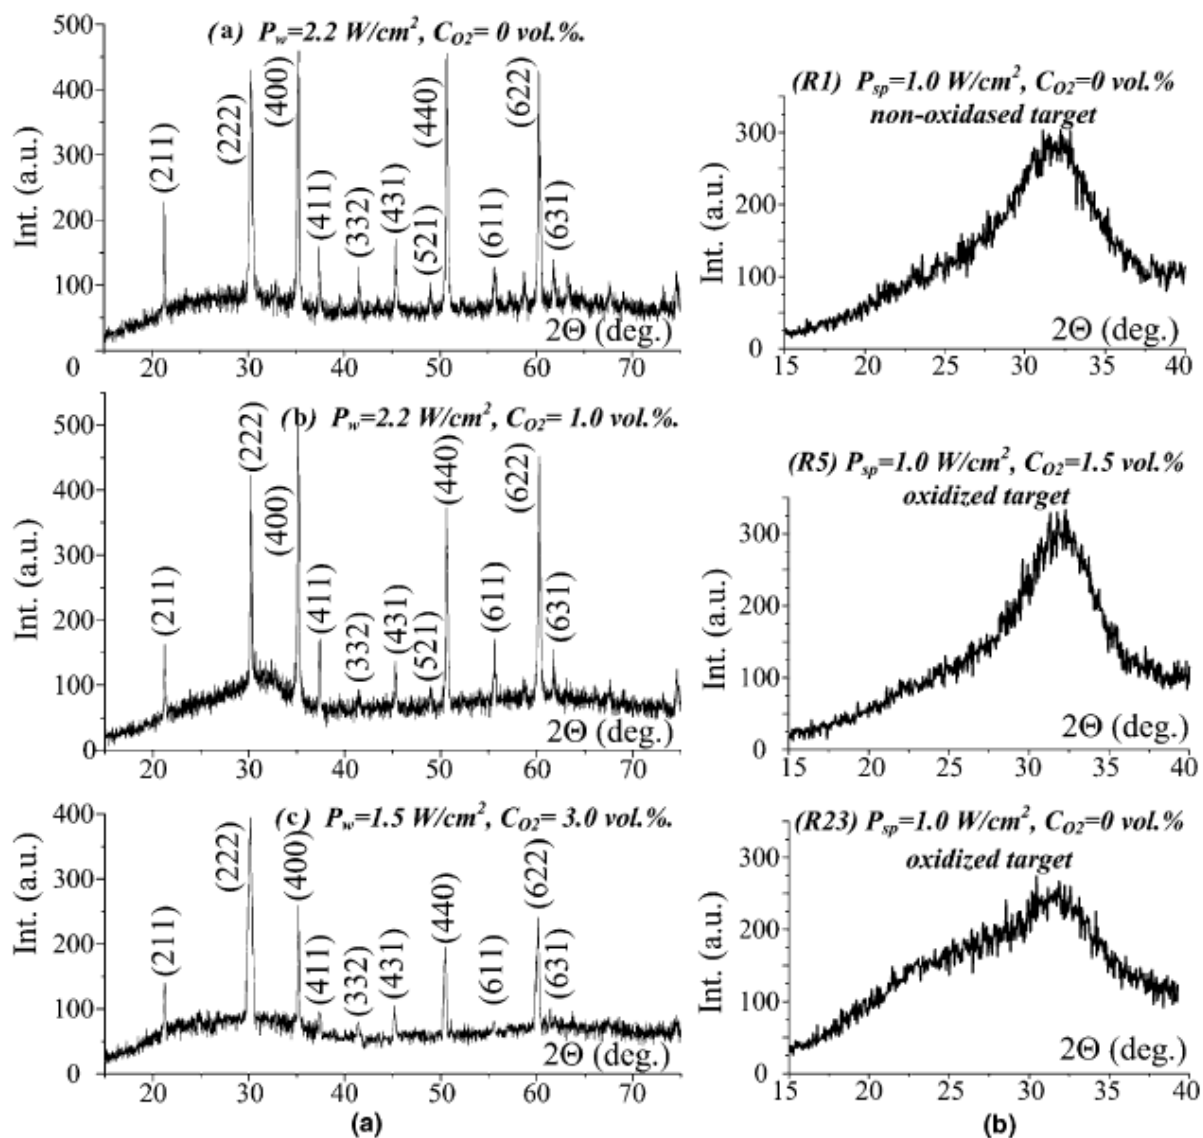 (a) P_w=2.2 W/cm², C_O2= 0 vol.%.
Int. (a.u.)
500
400
300
200
100
0
(211)
(222)
(400)
(411)
(332)
(431)
(521)
(440)
(611)
(622)
(631)
2Θ (deg.)
20 30 40 50 60 70
(b) P_w=2.2 W/cm², C_O2= 1.0 vol.%.
Int. (a.u.)
500
400
300
200
100
0
(211)
(222)
(400)
(411)
(332)
(431)
(521)
(440)
(611)
(622)
(631)
2Θ (deg.)
20 30 40 50 60 70
(c) P_w=1.5 W/cm², C_O2= 3.0 vol.%.
Int. (a.u.)
400
300
200
100
0
(211)
(222)
(400)
(411)
(332)
(431)
(440)
(611)
(622)
(631)
2Θ (deg.)
20 30 40 50 60 70
(a)
(R1) P_sp=1.0 W/cm², C_O2=0 vol.%
non-oxidased target
Int. (a.u.)
300
200
100
0
2Θ (deg.)
15 20 25 30 35 40
(R5) P_sp=1.0 W/cm², C_O2=1.5 vol.%
oxidized target
Int. (a.u.)
300
200
100
0
2Θ (deg.)
15 20 25 30 35 40
(R23) P_sp=1.0 W/cm², C_O2=0 vol.%
oxidized target
Int. (a.u.)
300
200
100
0
2Θ (deg.)
15 20 25 30 35 40
(b)